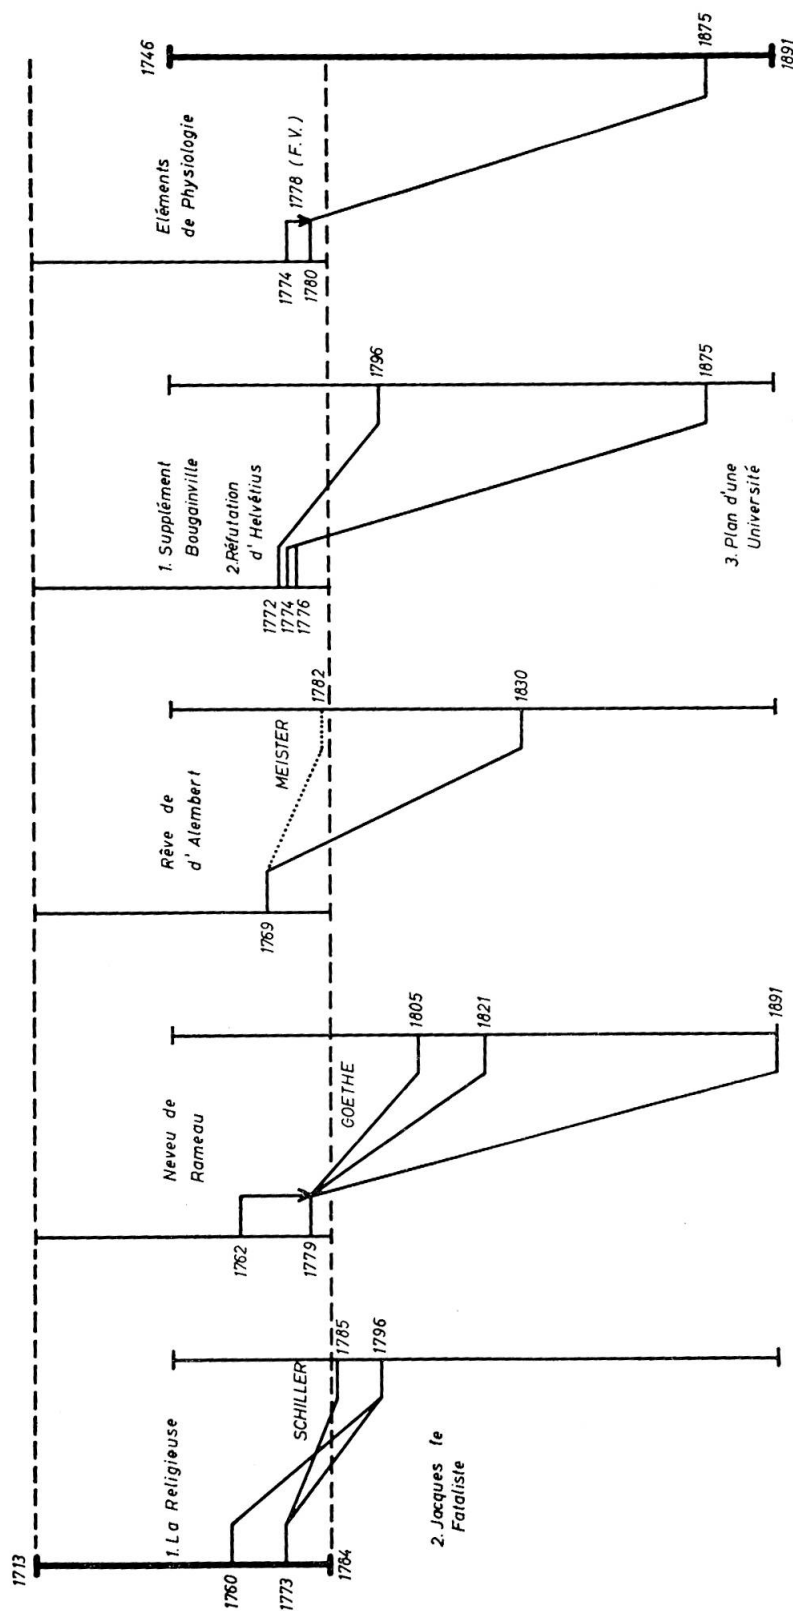 1713
1760
1773
1784
1. La Religieuse
SCHILLER
1785
1796
2. Jacques le
Fataliste
Neveu de
Rameau
1762
1779
GOETHE
1805
1821
1891
Rêve de
d' Alembert
1769
MEISTER
1782
1830
1. Supplément
Bougainville
2.Réfutation
d' Helvétius
1772
1774
1776
1796
1875
3. Plan d'une
Université
Eléments
de Physiologie
1774
1780
1778 ( F. V. )
1746
1875
1891